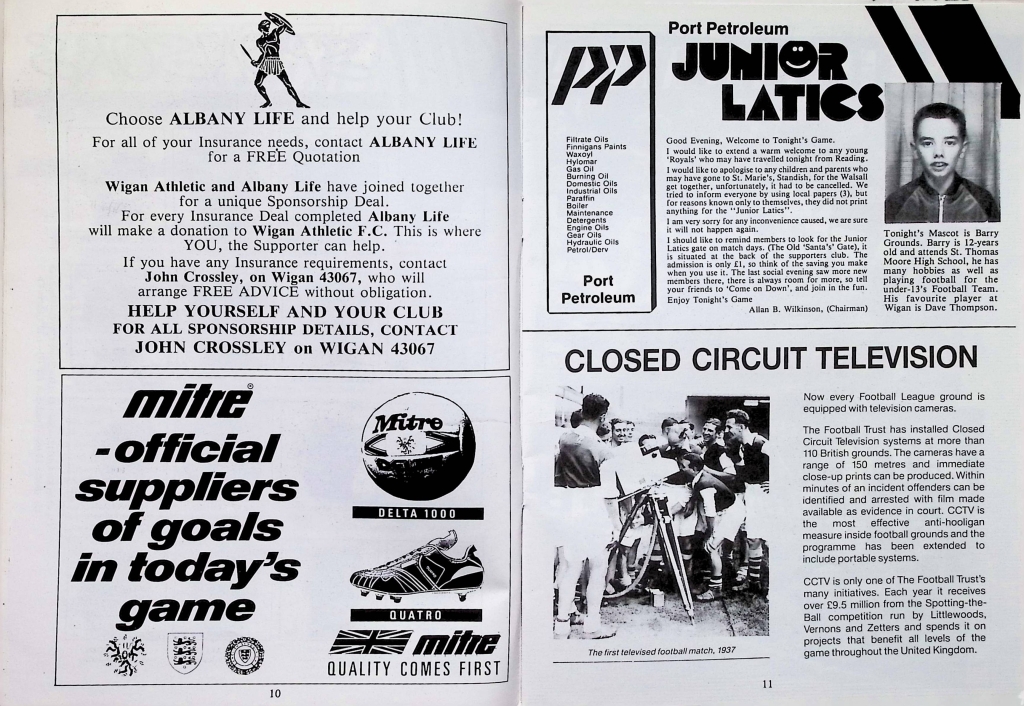 Choose ALBANY LIFE and help your Club!
For all of your Insurance needs, contact ALBANY LIFE
for a FREE Quotation
Wigan Athletic and Albany Life have joined together
for a unique Sponsorship Deal.
For every Insurance Deal completed Albany Life
will make a donation to Wigan Athletic F.C. This is where
YOU, the Supporter can help.
If you have any Insurance requirements, contact
John Crossley, on Wigan 43067, who will
arrange FREE ADVICE without obligation.
HELP YOURSELF AND YOUR CLUB
FOR ALL SPONSORSHIP DETAILS, CONTACT
JOHN CROSSLEY on WIGAN 43067
mitre®
-official
suppliers
of goals
in today's
game
Mitre
DELTA 1000
QUATRO
mitre
QUALITY COMES FIRST
10
pp
Filtrate Oils
Finnigans Paints
Waxoyl
Hylomar
Gas Oil
Burning Oil
Domestic Oils
Industrial Oils
Paraffin
Boiler
Maintenance
Detergents
Engine Oils
Gear Oils
Hydraulic Oils
Petrol/Derv
Port
Petroleum
Port Petroleum
JUNIOR
LATICS
Good Evening, Welcome to Tonight's Game.
I would like to extend a warm welcome to any young
'Royals' who may have travelled tonight from Reading.
I would like to apologise to any children and parents who
may have gone to St. Marie's, Standish, for the Walsall
get together, unfortunately, it had to be cancelled. We
tried to inform everyone by using local papers (3), but
for reasons known only to themselves, they did not print
anything for the "Junior Latics".
I am very sorry for any inconvenience caused, we are sure
it will not happen again.
I should like to remind members to look for the Junior
Latics gate on match days. (The Old 'Santa's' Gate), it
is situated at the back of the supporters club. The
admission is only £1, so think of the saving you make
when you use it. The last social evening saw more new
members there, there is always room for more, so tell
your friends to 'Come on Down', and join in the fun.
Enjoy Tonight's Game
Allan B. Wilkinson, (Chairman)
Tonight's Mascot is Barry
Grounds. Barry is 12-years
old and attends St. Thomas
Moore High School, he has
many hobbies as well as
playing football for the
under-13's Football Team.
His favourite player at
Wigan is Dave Thompson.
CLOSED CIRCUIT TELEVISION
The first televised football match, 1937
Now every Football League ground is
equipped with television cameras.
The Football Trust has installed Closed
Circuit Television systems at more than
110 British grounds. The cameras have a
range of 150 metres and immediate
close-up prints can be produced. Within
minutes of an incident offenders can be
identified and arrested with film made
available as evidence in court. CCTV is
the most effective anti-hooligan
measure inside football grounds and the
programme has been extended to
include portable systems.
CCTV is only one of The Football Trust's
many initiatives. Each year it receives
over £9.5 million from the Spotting-the-
Ball competition run by Littlewoods,
Vernons and Zetters and spends it on
projects that benefit all levels of the
game throughout the United Kingdom.
11